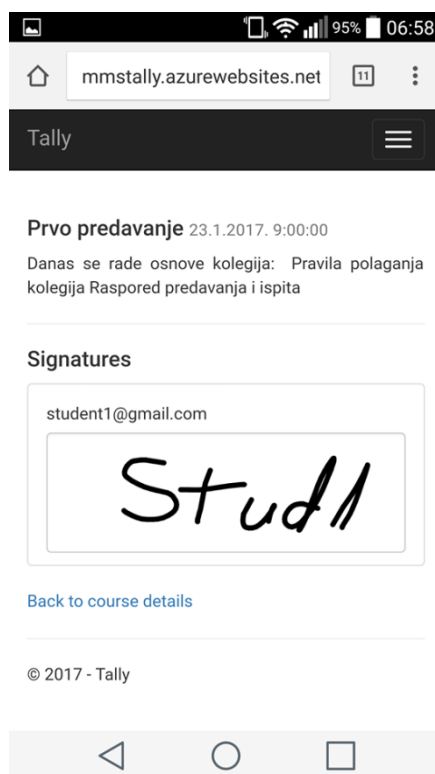 95% 06:58
mmstally.azurewebsites.net 11
Tally
Prvo predavanje 23.1.2017. 9:00:00
Danas se rade osnove kolegija: Pravila polaganja
kolegija Raspored predavanja i ispita
Signatures
student1@gmail.com
Stud1
Back to course details
© 2017 - Tally